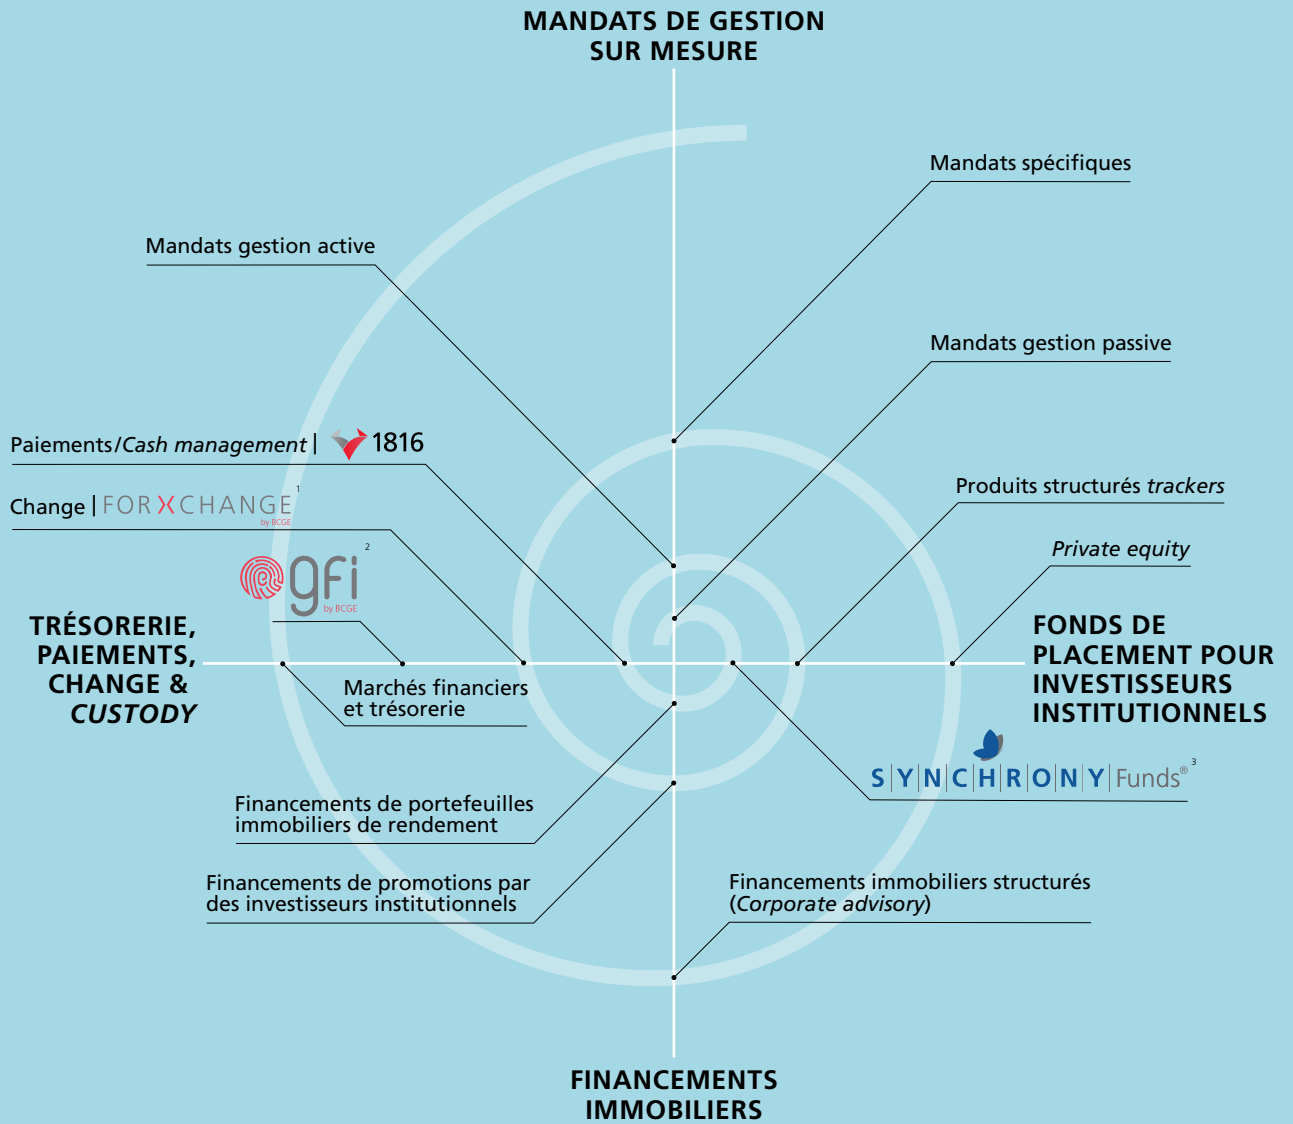 MANDATS DE GESTION
SUR MESURE
Mandats spécifiques
Mandats gestion active
Mandats gestion passive
Paiements/Cash management | 1816
Change | FORXCHANGE 1
by BCGE
Produits structurés trackers
Private equity
gfi 2
by BCGE
TRÉSORERIE,
PAIEMENTS,
CHANGE &
CUSTODY
FONDS DE
PLACEMENT POUR
INVESTISSEURS
INSTITUTIONNELS
Marchés financiers
et trésorerie
SYNCHRONY Funds® 3
Financements de portefeuilles
immobiliers de rendement
Financements de promotions par
des investisseurs institutionnels
Financements immobiliers structurés
(Corporate advisory)
FINANCEMENTS
IMMOBILIERS